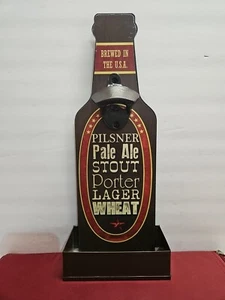 BREWED IN
THE U.S.A.
PILSNER
Pale Ale
STOUT
Porter
LAGER
WHEAT